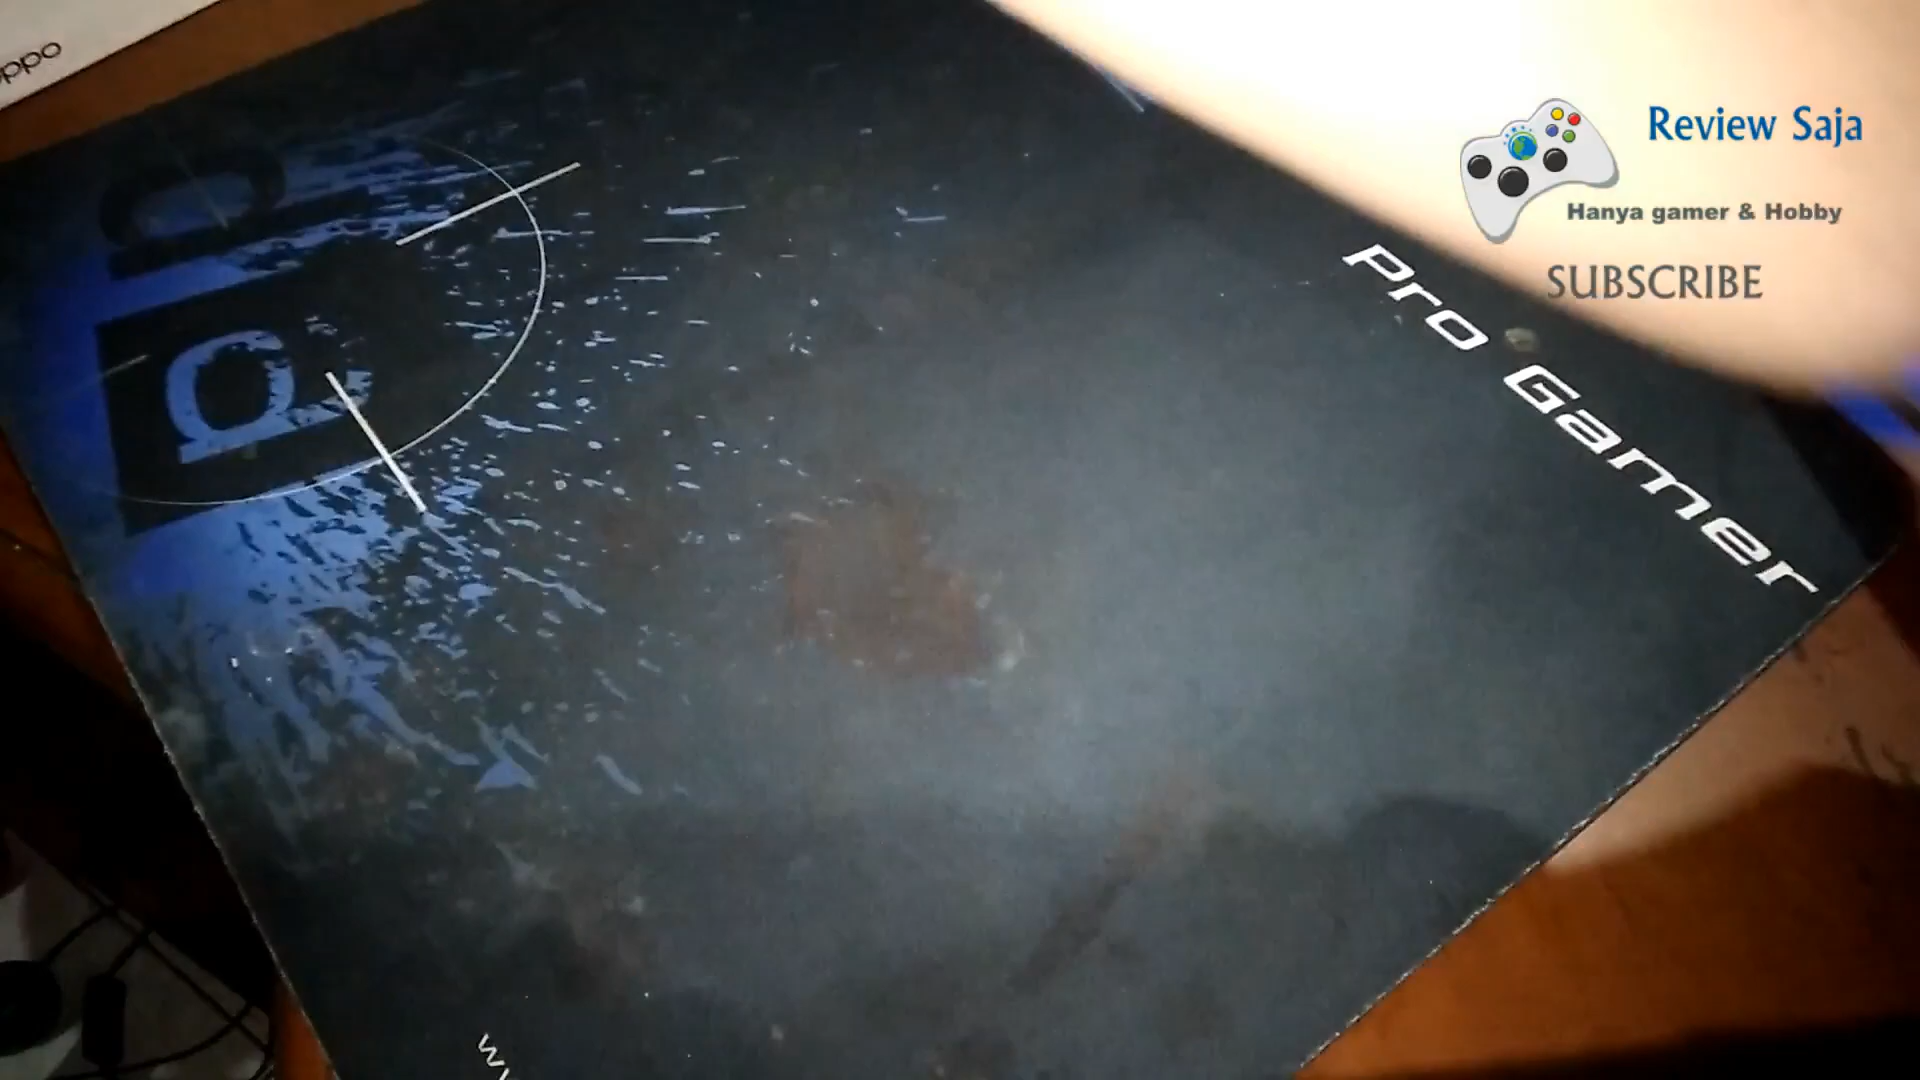 oppo
Review Saja
Hanya gamer & Hobby
SUBSCRIBE
Pro Gamer
a